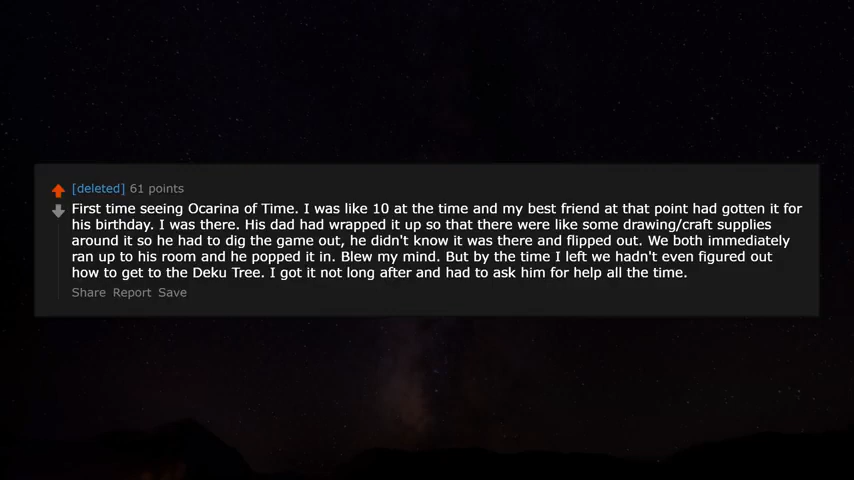 [deleted] 61 points
First time seeing Ocarina of Time. I was like 10 at the time and my best friend at that point had gotten it for
his birthday. I was there. His dad had wrapped it up so that there were like some drawing/craft supplies
around it so he had to dig the game out, he didn't know it was there and flipped out. We both immediately
ran up to his room and he popped it in. Blew my mind. But by the time I left we hadn't even figured out
how to get to the Deku Tree. I got it not long after and had to ask him for help all the time.
Share Report Save